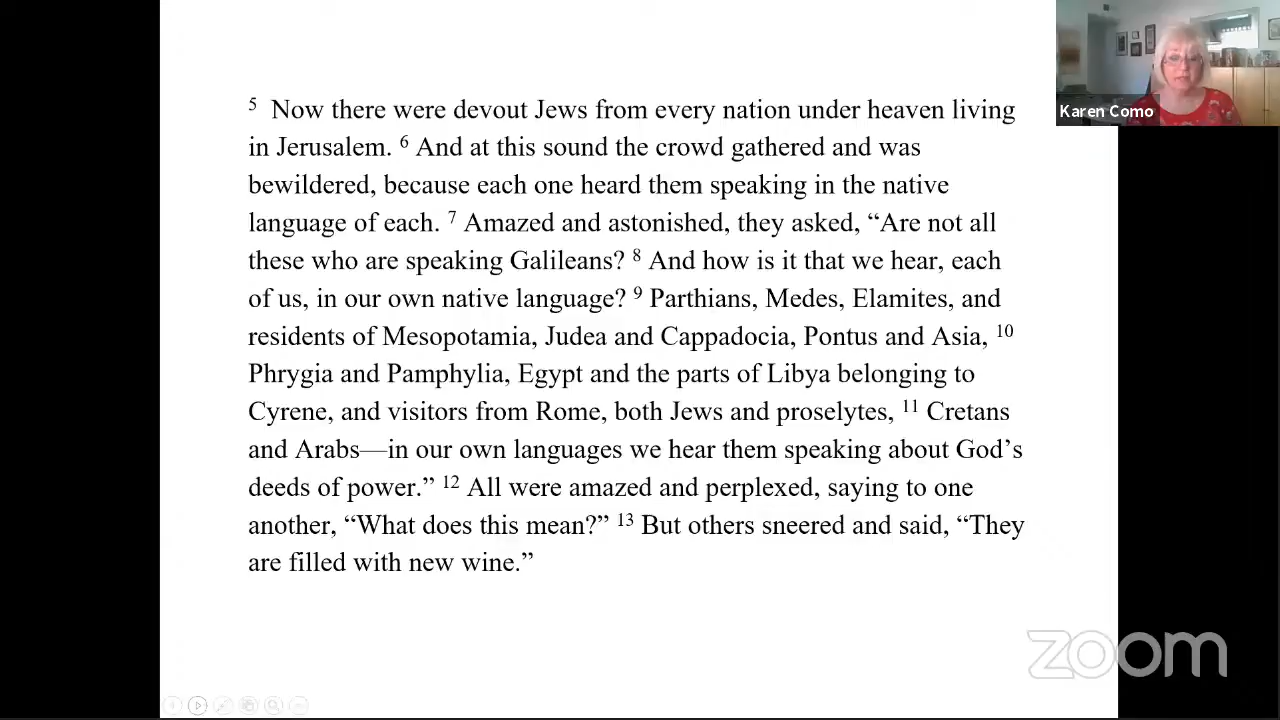 ⁵ Now there were devout Jews from every nation under heaven living
in Jerusalem. ⁶ And at this sound the crowd gathered and was
bewildered, because each one heard them speaking in the native
language of each. ⁷ Amazed and astonished, they asked, “Are not all
these who are speaking Galileans? ⁸ And how is it that we hear, each
of us, in our own native language? ⁹ Parthians, Medes, Elamites, and
residents of Mesopotamia, Judea and Cappadocia, Pontus and Asia, ¹⁰
Phrygia and Pamphylia, Egypt and the parts of Libya belonging to
Cyrene, and visitors from Rome, both Jews and proselytes, ¹¹ Cretans
and Arabs—in our own languages we hear them speaking about God’s
deeds of power.” ¹² All were amazed and perplexed, saying to one
another, “What does this mean?” ¹³ But others sneered and said, “They
are filled with new wine.”
Karen Como
zoom